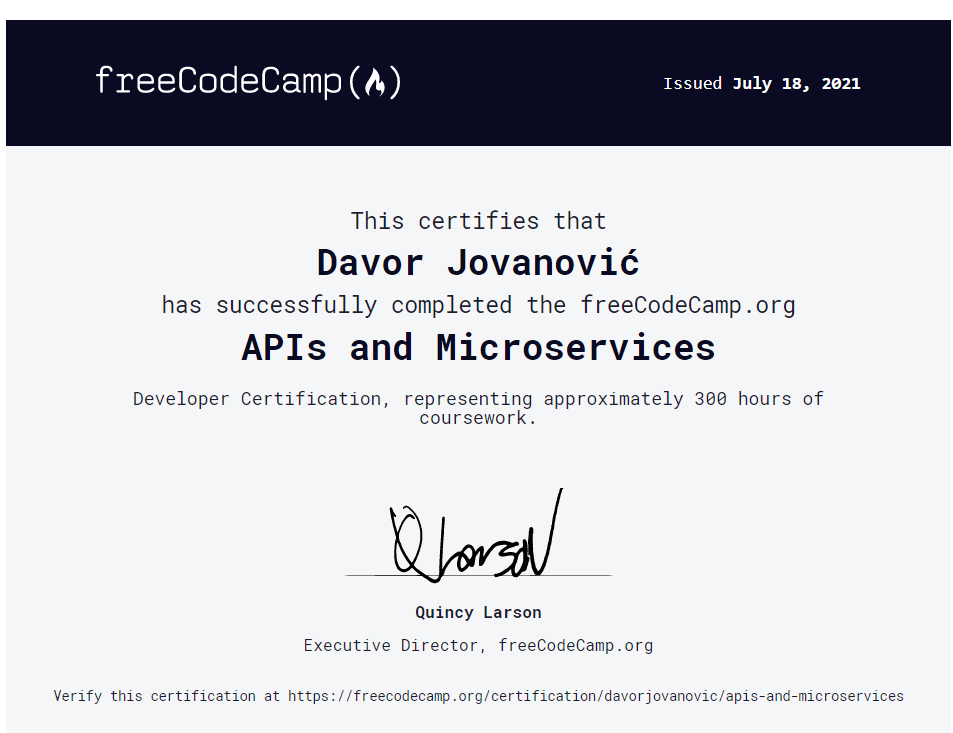 freeCodeCamp(🔥)
Issued July 18, 2021
This certifies that
Davor Jovanović
has successfully completed the freeCodeCamp.org
APIs and Microservices
Developer Certification, representing approximately 300 hours of
coursework.
Q Larson
Quincy Larson
Executive Director, freeCodeCamp.org
Verify this certification at https://freecodecamp.org/certification/davorjovanovic/apis-and-microservices